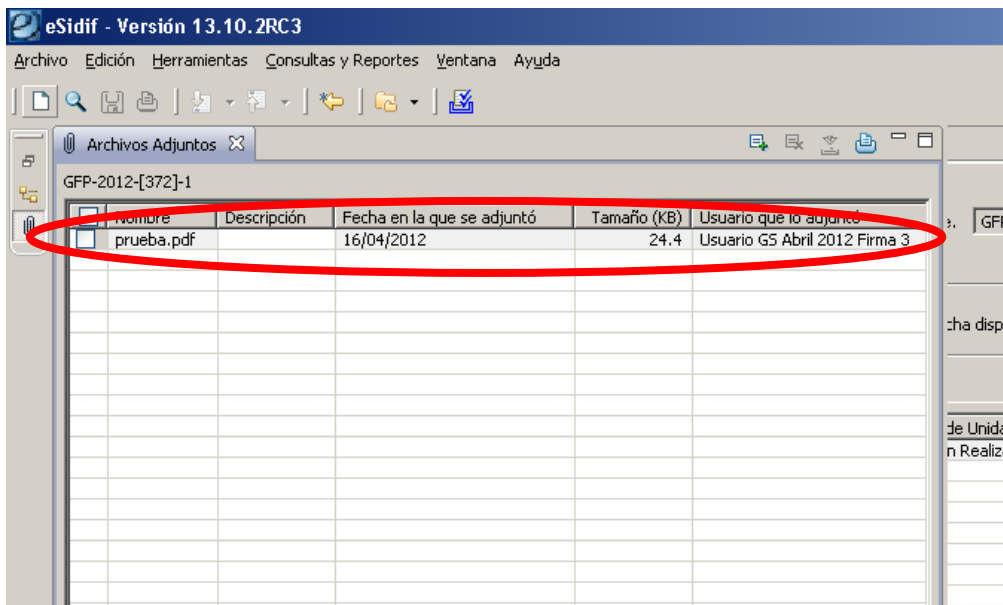 eSidif - Versión 13.10.2RC3
Archivo Edición Herramientas Consultas y Reportes Ventana Ayuda
Archivos Adjuntos
GFP-2012-[372]-1
Nombre Descripción Fecha en la que se adjuntó Tamaño (KB) Usuario que lo adjuntó
prueba.pdf 16/04/2012 24.4 Usuario GS Abril 2012 Firma 3
e. GF
cha disp
de Unida
n Realiz